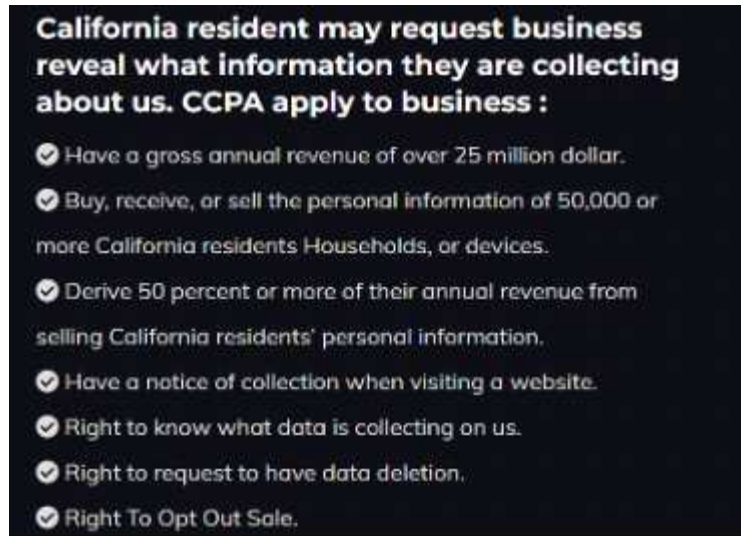 California resident may request business
reveal what information they are collecting
about us. CCPA apply to business :
Have a gross annual revenue of over 25 million dollar.
Buy, receive, or sell the personal information of 50,000 or
more California residents Households, or devices.
Derive 50 percent or more of their annual revenue from
selling California residents' personal information.
Have a notice of collection when visiting a website.
Right to know what data is collecting on us.
Right to request to have data deletion.
Right To Opt Out Sale.